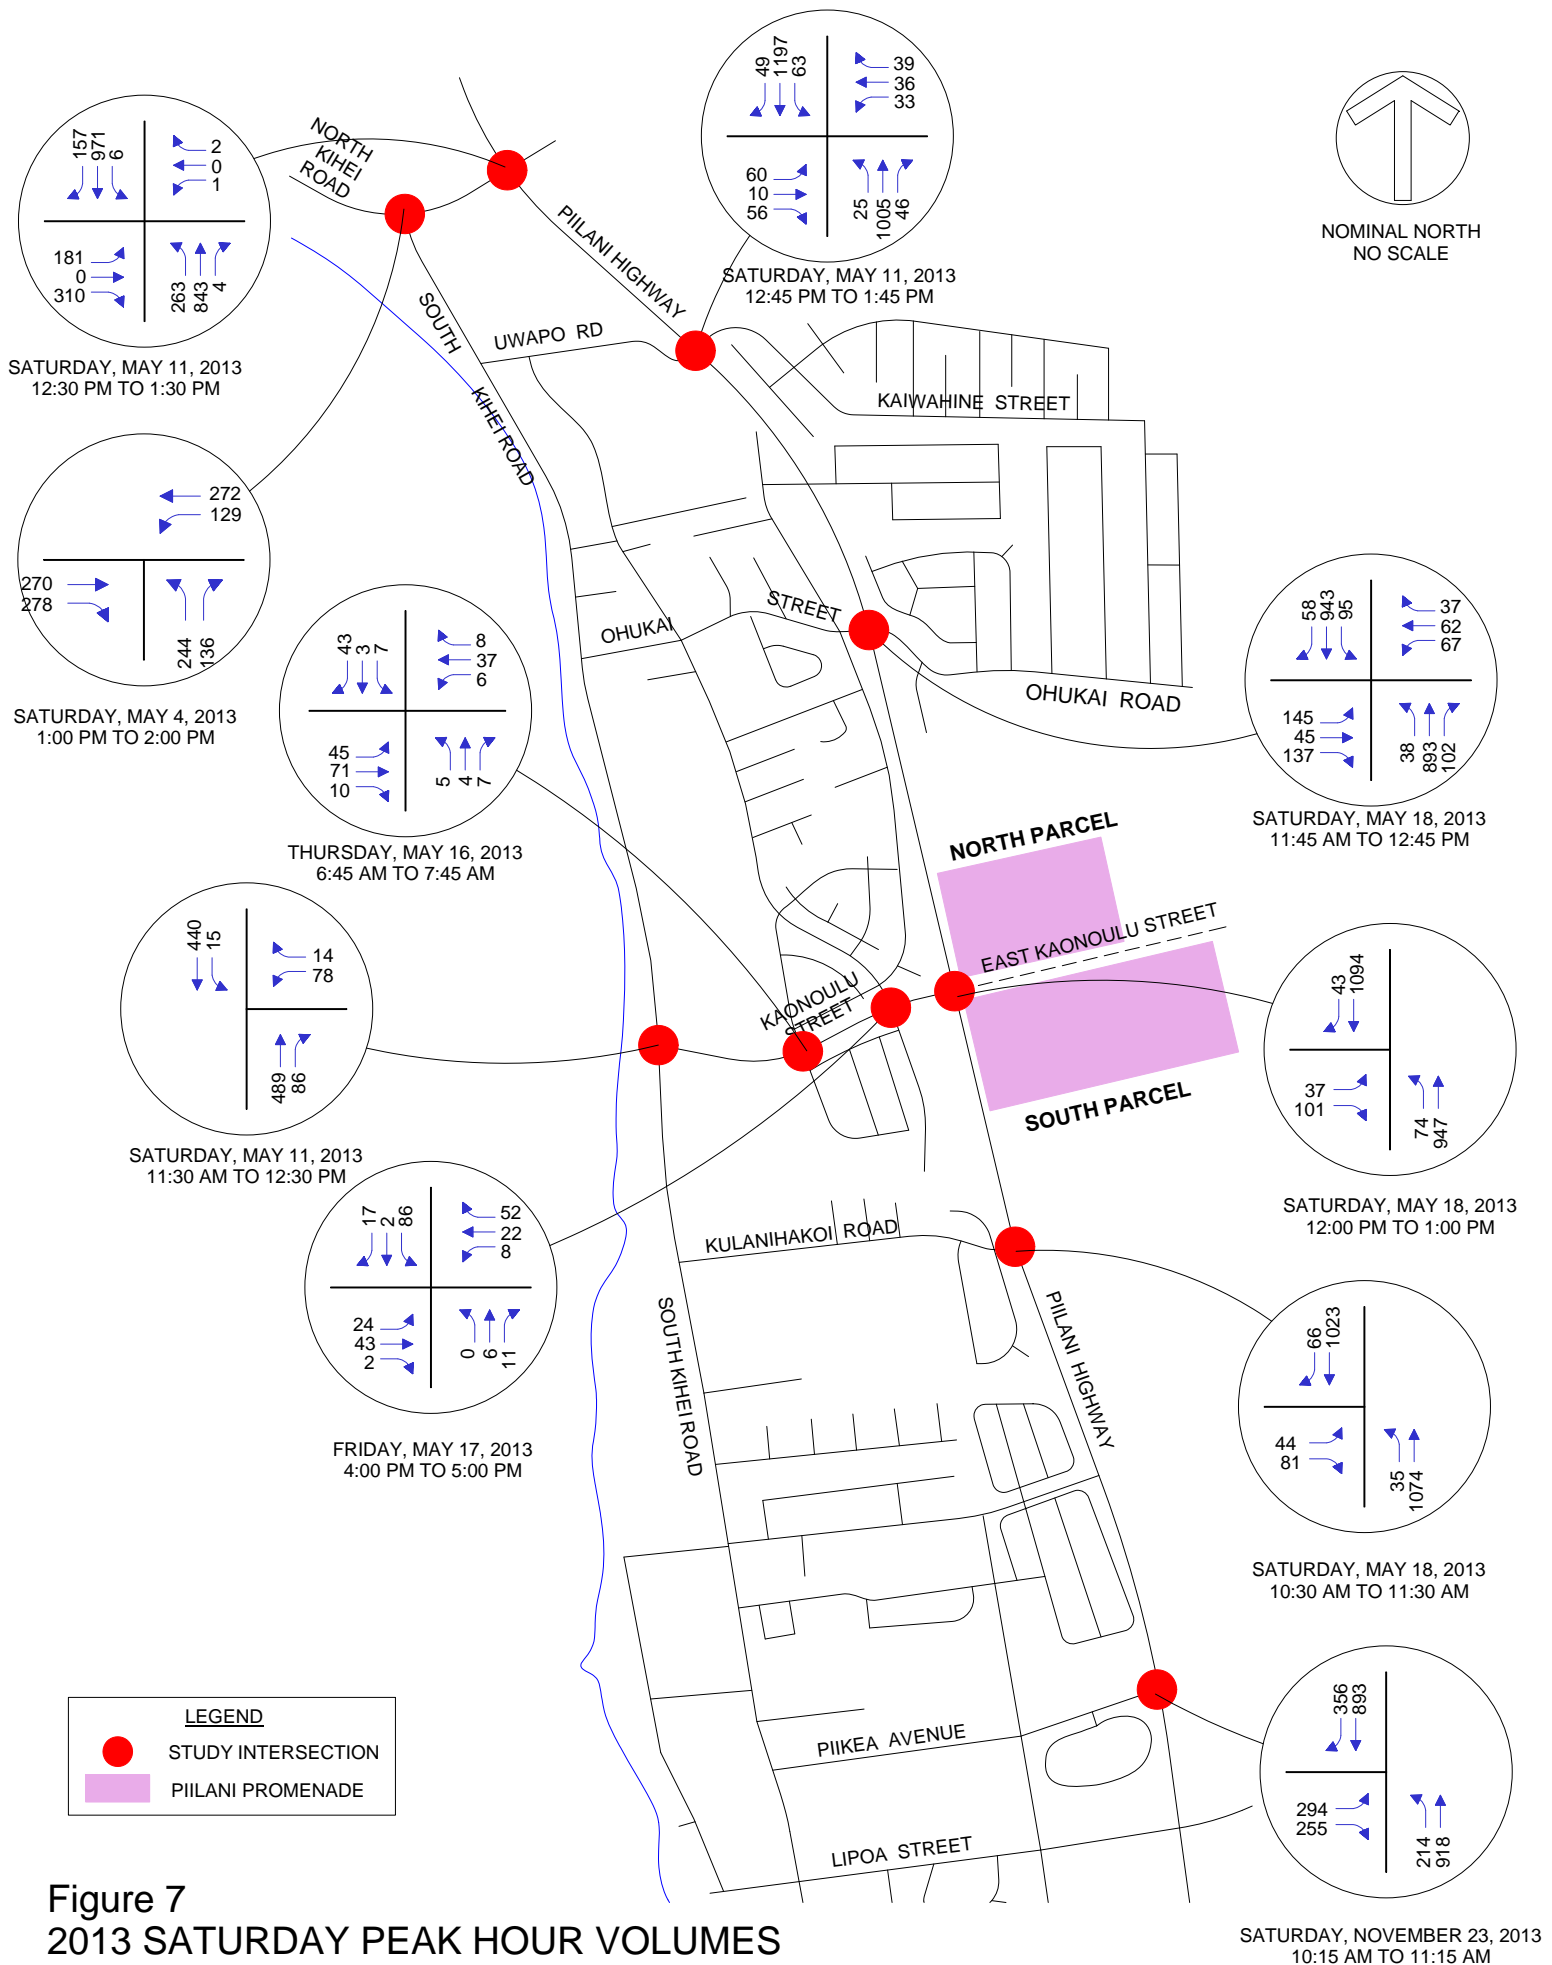 49
1197
63
39
36
33
60
10
56
25
1005
46
SATURDAY, MAY 11, 2013
12:45 PM TO 1:45 PM
NOMINAL NORTH
NO SCALE
157
971
6
2
0
1
181
0
310
263
843
4
SATURDAY, MAY 11, 2013
12:30 PM TO 1:30 PM
NORTH
KIHEI
ROAD
PIILANI HIGHWAY
SOUTH
KIHEI ROAD
UWAPO RD
KAIWAHINE STREET
272
129
270
278
244
136
SATURDAY, MAY 4, 2013
1:00 PM TO 2:00 PM
43
3
7
8
37
6
45
71
10
5
4
7
THURSDAY, MAY 16, 2013
6:45 AM TO 7:45 AM
OHUKAI
STREET
OHUKAI ROAD
58
943
95
37
62
67
145
45
137
38
893
102
SATURDAY, MAY 18, 2013
11:45 AM TO 12:45 PM
NORTH PARCEL
EAST KAONOULU STREET
SOUTH PARCEL
KAONOULU
STREET
440
15
14
78
489
86
SATURDAY, MAY 11, 2013
11:30 AM TO 12:30 PM
43
1094
37
101
74
947
SATURDAY, MAY 18, 2013
12:00 PM TO 1:00 PM
17
2
86
52
22
8
24
43
2
0
6
11
FRIDAY, MAY 17, 2013
4:00 PM TO 5:00 PM
KULANIHAKOI ROAD
SOUTH KIHEI ROAD
PIILANI HIGHWAY
66
1023
44
81
35
1074
SATURDAY, MAY 18, 2013
10:30 AM TO 11:30 AM
PIIKEA AVENUE
LIPOA STREET
356
893
294
255
214
918
SATURDAY, NOVEMBER 23, 2013
10:15 AM TO 11:15 AM
LEGEND
STUDY INTERSECTION
PIILANI PROMENADE
Figure 7
2013 SATURDAY PEAK HOUR VOLUMES